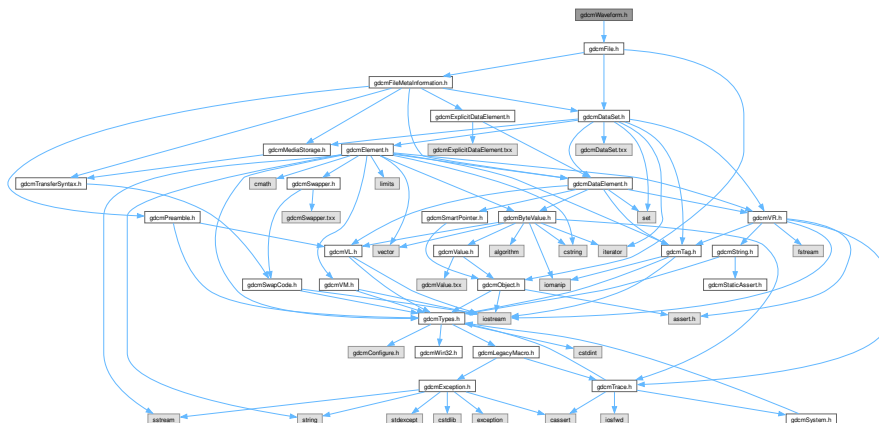 gdcmWaveform.h
gdcmFile.h
gdcmFileMetaInformation.h
gdcmExplicitDataElement.h
gdcmDataSet.h
gdcmMediaStorage.h
gdcmElement.h
gdcmExplicitDataElement.txx
gdcmDataSet.txx
gdcmTransferSyntax.h
cmath
gdcmSwapper.h
limits
gdcmDataElement.h
gdcmPreamble.h
gdcmSwapper.txx
gdcmSmartPointer.h
gdcmByteValue.h
set
gdcmVR.h
gdcmVL.h
vector
gdcmValue.h
algorithm
cstring
iterator
gdcmTag.h
gdcmString.h
fstream
gdcmSwapCode.h
gdcmVM.h
gdcmValue.txx
gdcmObject.h
iomanip
gdcmStaticAssert.h
gdcmTypes.h
iostream
assert.h
gdcmConfigure.h
gdcmWin32.h
gdcmLegacyMacro.h
cstdint
gdcmException.h
gdcmTrace.h
sstream
string
stdexcept
cstdlib
exception
cassert
iosfwd
gdcmSystem.h